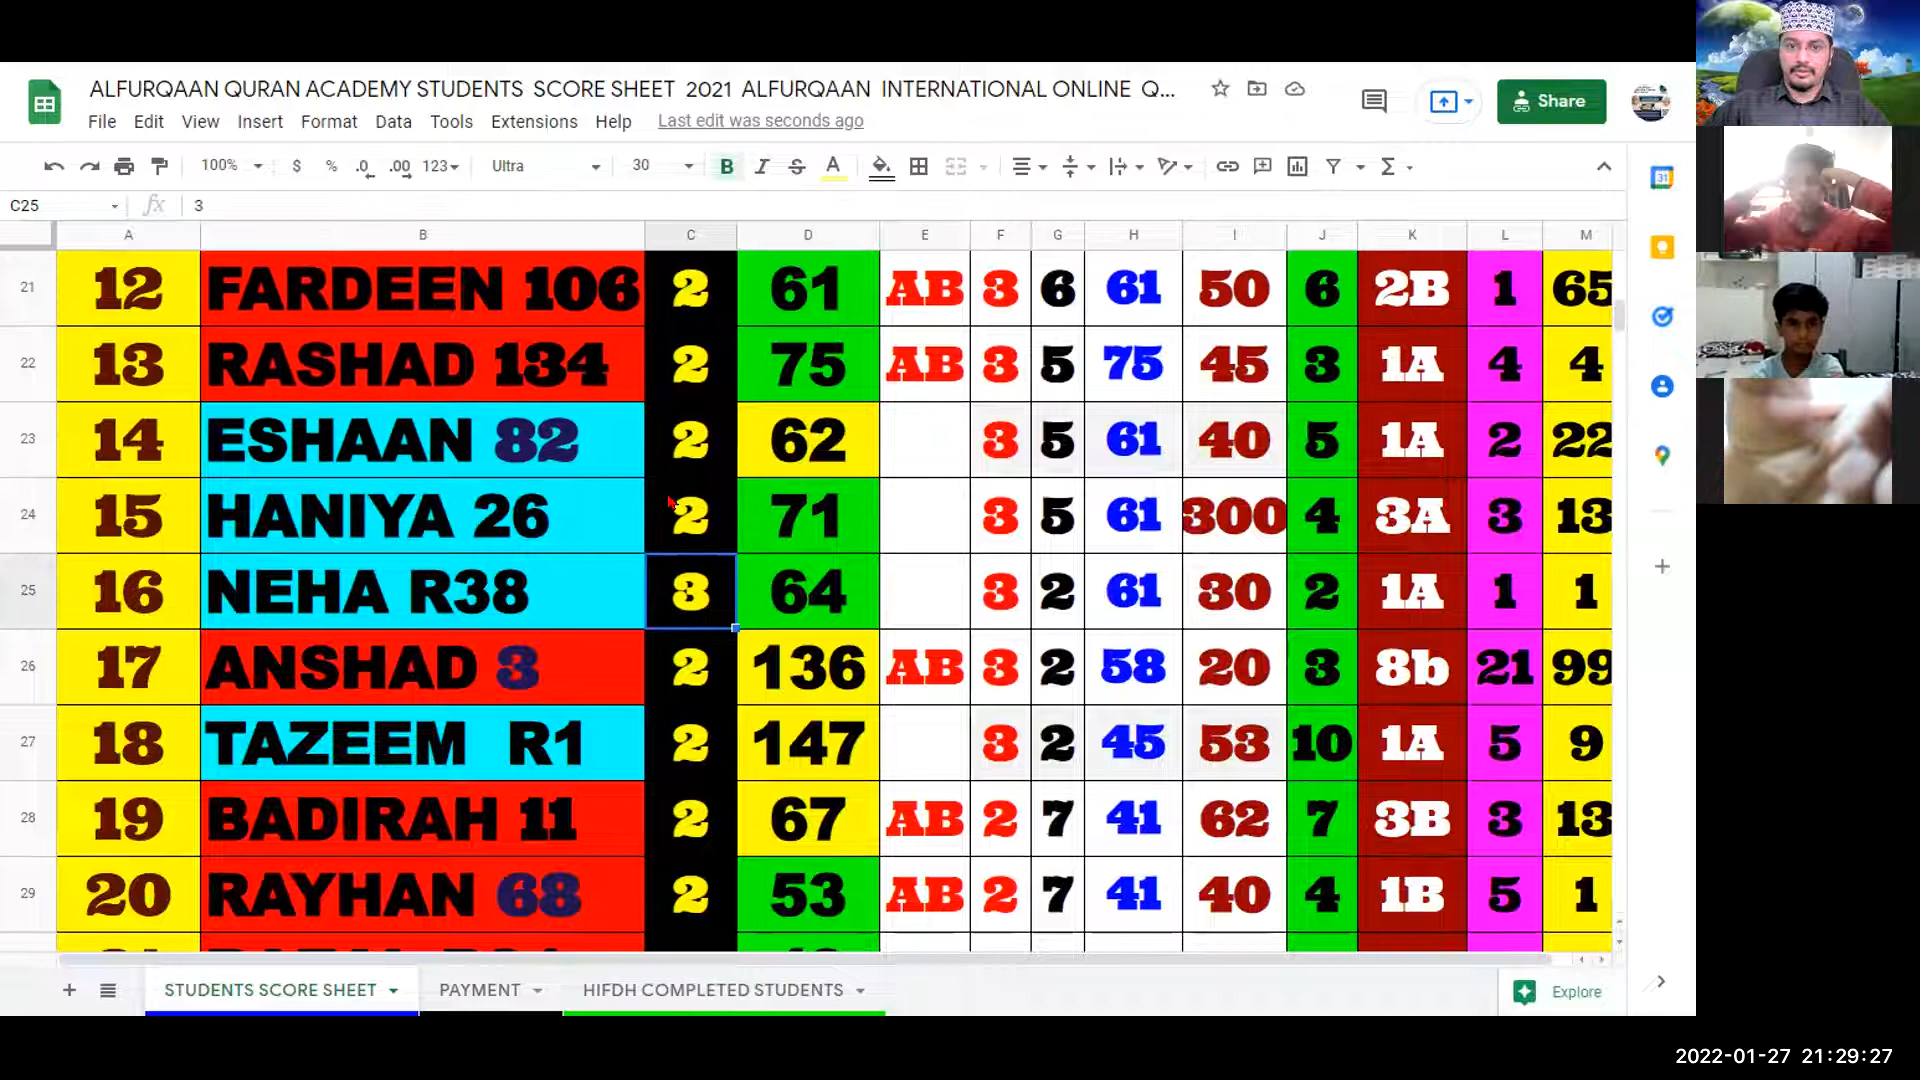 ALFURQAAN QURAN ACADEMY STUDENTS SCORE SHEET 2021 ALFURQAAN INTERNATIONAL ONLINE Q...
Share
File Edit View Insert Format Data Tools Extensions Help Last edit was seconds ago
100% $ % .0 .00 123 Ultra 30 B I S A
C25 fx 3
A B C D E F G H I J K L M
21 12 FARDEEN 106 2 61 AB 3 6 61 50 6 2B 1 65
22 13 RASHAD 134 2 75 AB 3 5 75 45 3 1A 4 4
23 14 ESHAAN 82 2 62 3 5 61 40 5 1A 2 22
24 15 HANIYA 26 2 71 3 5 61 300 4 3A 3 13
25 16 NEHA R38 3 64 3 2 61 30 2 1A 1 1
26 17 ANSHAD 3 2 136 AB 3 2 58 20 3 8b 21 99
27 18 TAZEEM R1 2 147 3 2 45 53 10 1A 5 9
28 19 BADIRAH 11 2 67 AB 2 7 41 62 7 3B 3 13
29 20 RAYHAN 68 2 53 AB 2 7 41 40 4 1B 5 1
STUDENTS SCORE SHEET PAYMENT HIFDH COMPLETED STUDENTS Explore
31
2022-01-27 21:29:27